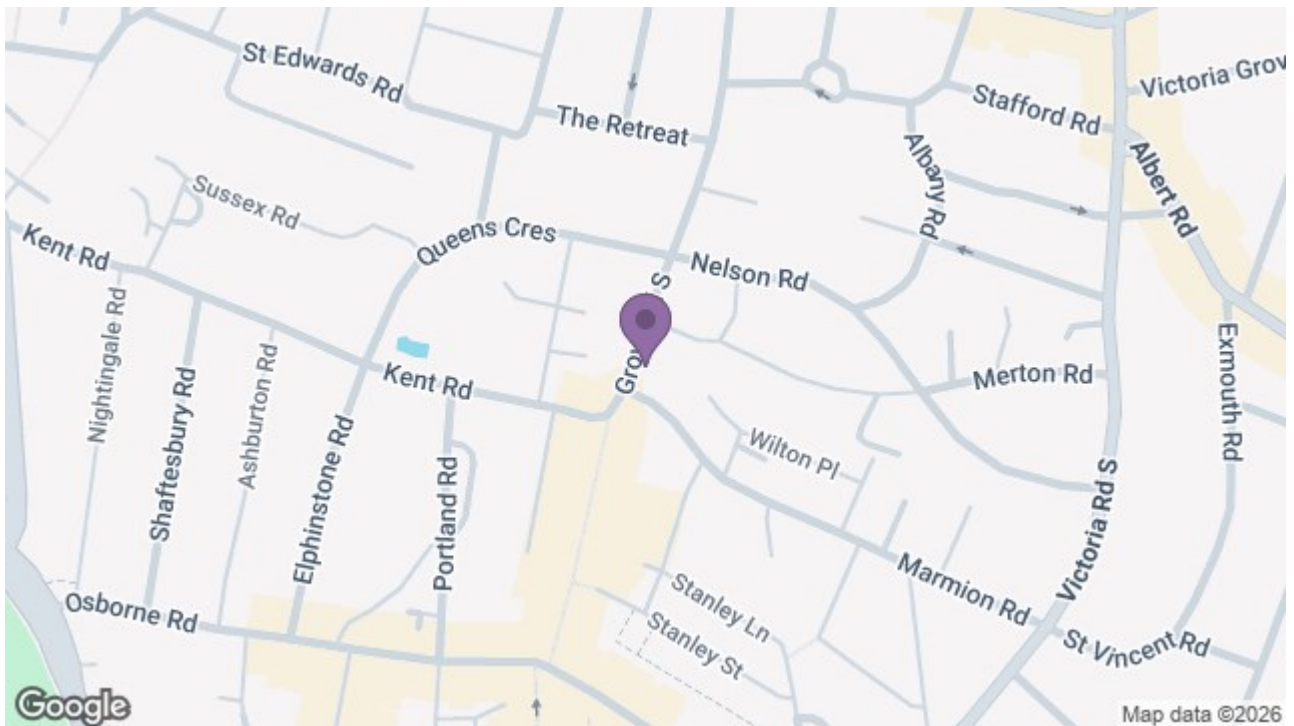 St Edwards Rd
The Retreat
Stafford Rd
Victoria Grov
Albert Rd
Albany Rd
Sussex Rd
Queens Cres
Nelson Rd
Kent Rd
Nightingale Rd
Shaftesbury Rd
Ashburton Rd
Elphinstone Rd
Kent Rd
Portland Rd
Gro
S
Merton Rd
Exmouth Rd
Wilton Pl
Victoria Rd S
Marmion Rd
St Vincent Rd
Stanley Ln
Stanley St
Osborne Rd
Google
Map data ©2026